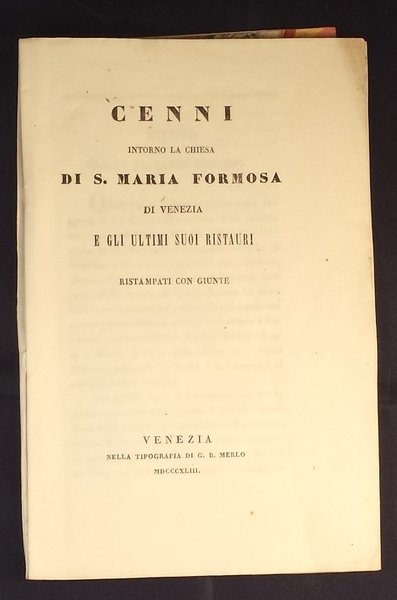 CENNI
INTORNO LA CHIESA
DI S. MARIA FORMOSA
DI VENEZIA
E GLI ULTIMI SUOI RISTAURI
RISTAMPATI CON GIUNTE
VENEZIA
NELLA TIPOGRAFIA DI G. B. MERLO
MDCCCXLIII.